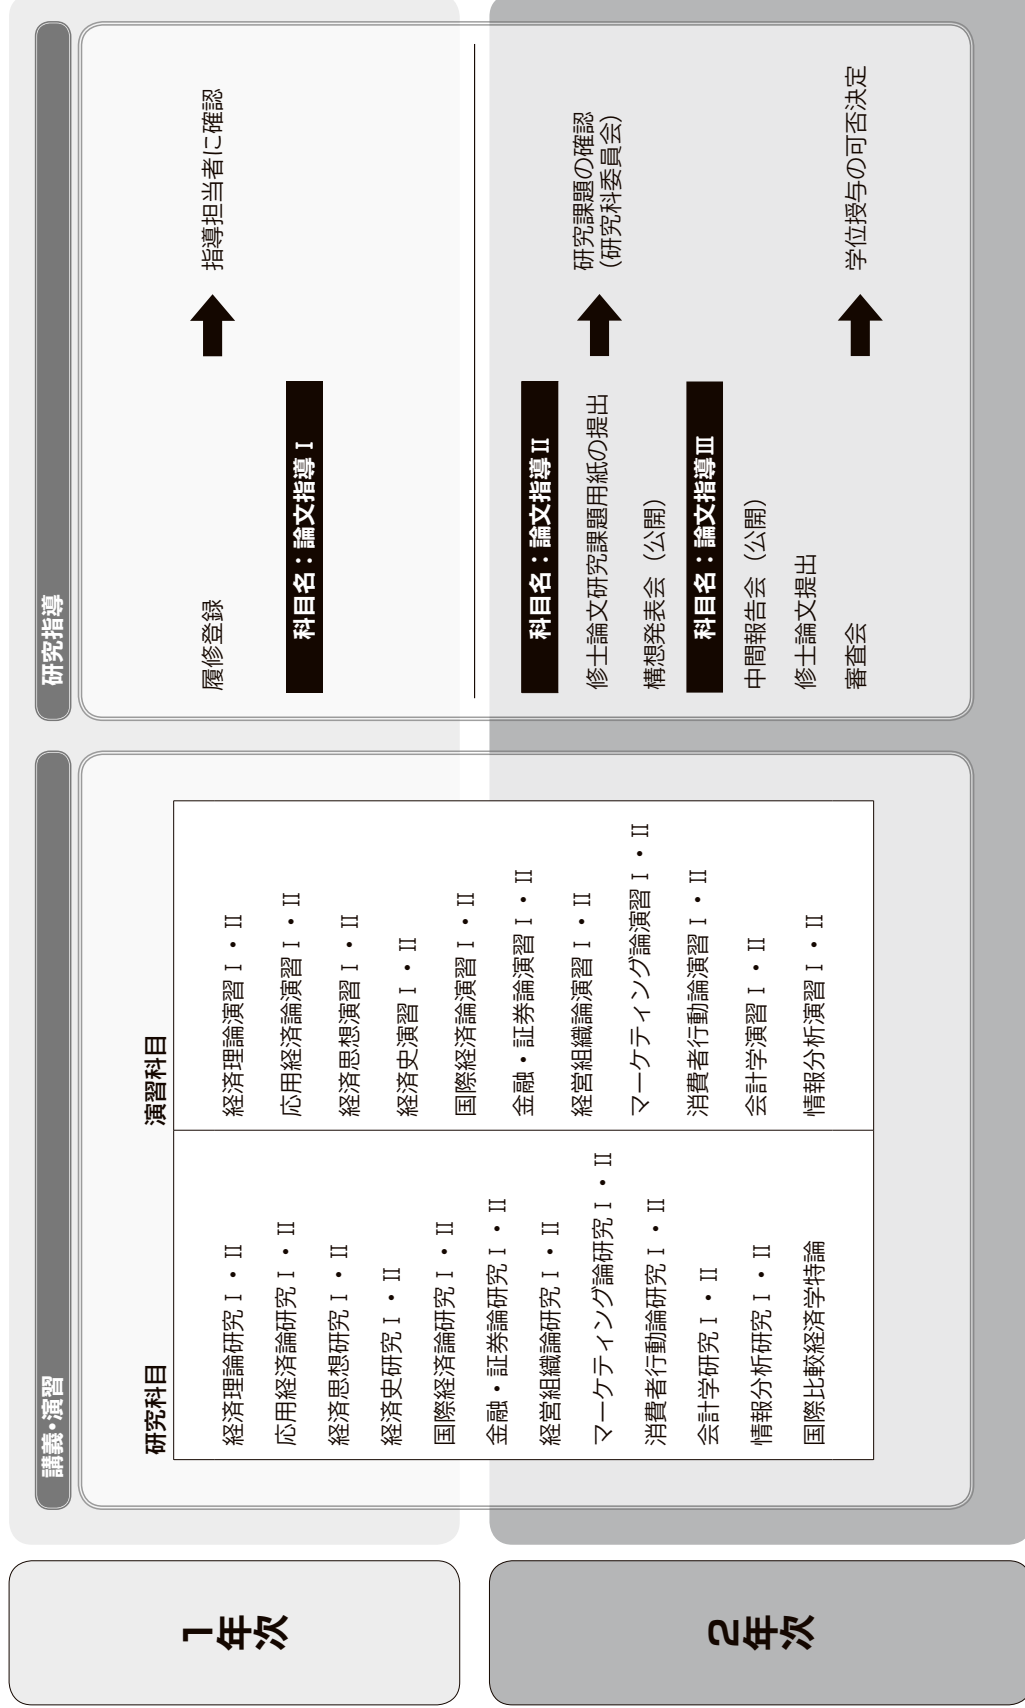 1年次
2年次
講義・演習
研究科目
経済理論研究Ⅰ・Ⅱ
応用経済論研究Ⅰ・Ⅱ
経済思想研究Ⅰ・Ⅱ
経済史研究Ⅰ・Ⅱ
国際経済論研究Ⅰ・Ⅱ
金融・証券論研究Ⅰ・Ⅱ
経営組織論研究Ⅰ・Ⅱ
マーケティング論研究Ⅰ・Ⅱ
消費者行動論研究Ⅰ・Ⅱ
会計学研究Ⅰ・Ⅱ
情報分析研究Ⅰ・Ⅱ
国際比較経済学特論
演習科目
経済理論演習Ⅰ・Ⅱ
応用経済論演習Ⅰ・Ⅱ
経済思想演習Ⅰ・Ⅱ
経済史演習Ⅰ・Ⅱ
国際経済論演習Ⅰ・Ⅱ
金融・証券論演習Ⅰ・Ⅱ
経営組織論演習Ⅰ・Ⅱ
マーケティング論演習Ⅰ・Ⅱ
消費者行動論演習Ⅰ・Ⅱ
会計学演習Ⅰ・Ⅱ
情報分析演習Ⅰ・Ⅱ
研究指導
履修登録
指導担当者に確認
科目名：論文指導Ⅰ
科目名：論文指導Ⅱ
修士論文研究課題用紙の提出
研究課題の確認
（研究科委員会）
構想発表会（公開）
科目名：論文指導Ⅲ
中間報告会（公開）
修士論文提出
審査会
学位授与の可否決定